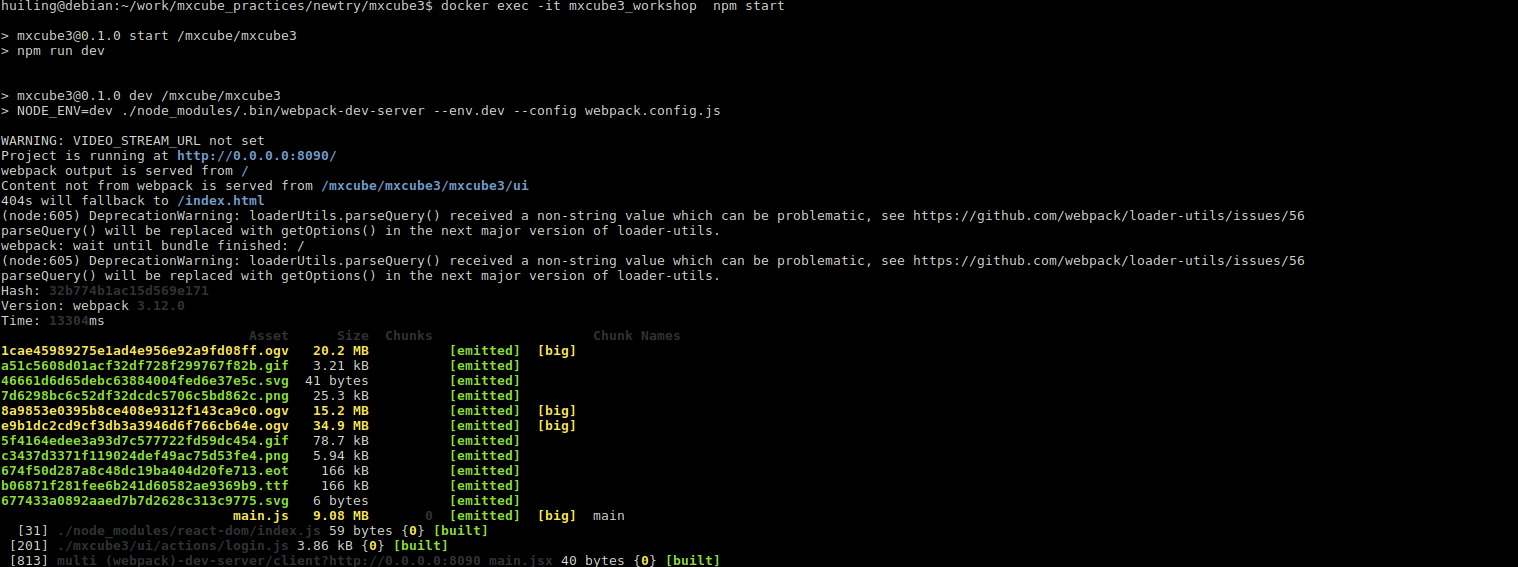 huiling@debian:~/work/mxcube_practices/newtry/mxcube3$ docker exec -it mxcube3_workshop  npm start
> mxcube3@0.1.0 start /mxcube/mxcube3
> npm run dev
> mxcube3@0.1.0 dev /mxcube/mxcube3
> NODE_ENV=dev ./node_modules/.bin/webpack-dev-server --env.dev --config webpack.config.js
WARNING: VIDEO_STREAM_URL not set
Project is running at http://0.0.0.0:8090/
webpack output is served from /
Content not from webpack is served from /mxcube/mxcube3/mxcube3/ui
404s will fallback to /index.html
(node:605) DeprecationWarning: loaderUtils.parseQuery() received a non-string value which can be problematic, see https://github.com/webpack/loader-utils/issues/56
parseQuery() will be replaced with getOptions() in the next major version of loader-utils.
webpack: wait until bundle finished: /
(node:605) DeprecationWarning: loaderUtils.parseQuery() received a non-string value which can be problematic, see https://github.com/webpack/loader-utils/issues/56
parseQuery() will be replaced with getOptions() in the next major version of loader-utils.
Hash: 32b774b1ac15d569e171
Version: webpack 3.12.0
Time: 13304ms
Asset Size Chunks Chunk Names
1cae45989275e1ad4e956e92a9fd08ff.ogv 20.2 MB [emitted] [big]
a51c5608d01acf32df728f299767f82b.gif 3.21 kB [emitted]
46661d6d65debc63884004fed6e37e5c.svg 41 bytes [emitted]
7d6298bc6c52df32dcdc5706c5bd862c.png 25.3 kB [emitted]
8a9853e0395b8ce408e9312f143ca9c0.ogv 15.2 MB [emitted] [big]
e9b1dc2cd9cf3db3a3946d6f766cb64e.ogv 34.9 MB [emitted] [big]
5f4164edee3a93d7c577722fd59dc454.gif 78.7 kB [emitted]
c3437d3371f119024def49ac75d53fe4.png 5.94 kB [emitted]
674f50d287a8c48dc19ba404d20fe713.eot 166 kB [emitted]
b06871f281fee6b241d60582ae9369b9.ttf 166 kB [emitted]
677433a0892aaed7b7d2628c313c9775.svg 6 bytes [emitted]
main.js 9.08 MB 0 [emitted] [big] main
[31] ./node_modules/react-dom/index.js 59 bytes {0} [built]
[201] ./mxcube3/ui/actions/login.js 3.86 kB {0} [built]
[813] multi (webpack)-dev-server/client?http://0.0.0.0:8090 main.jsx 40 bytes {0} [built]